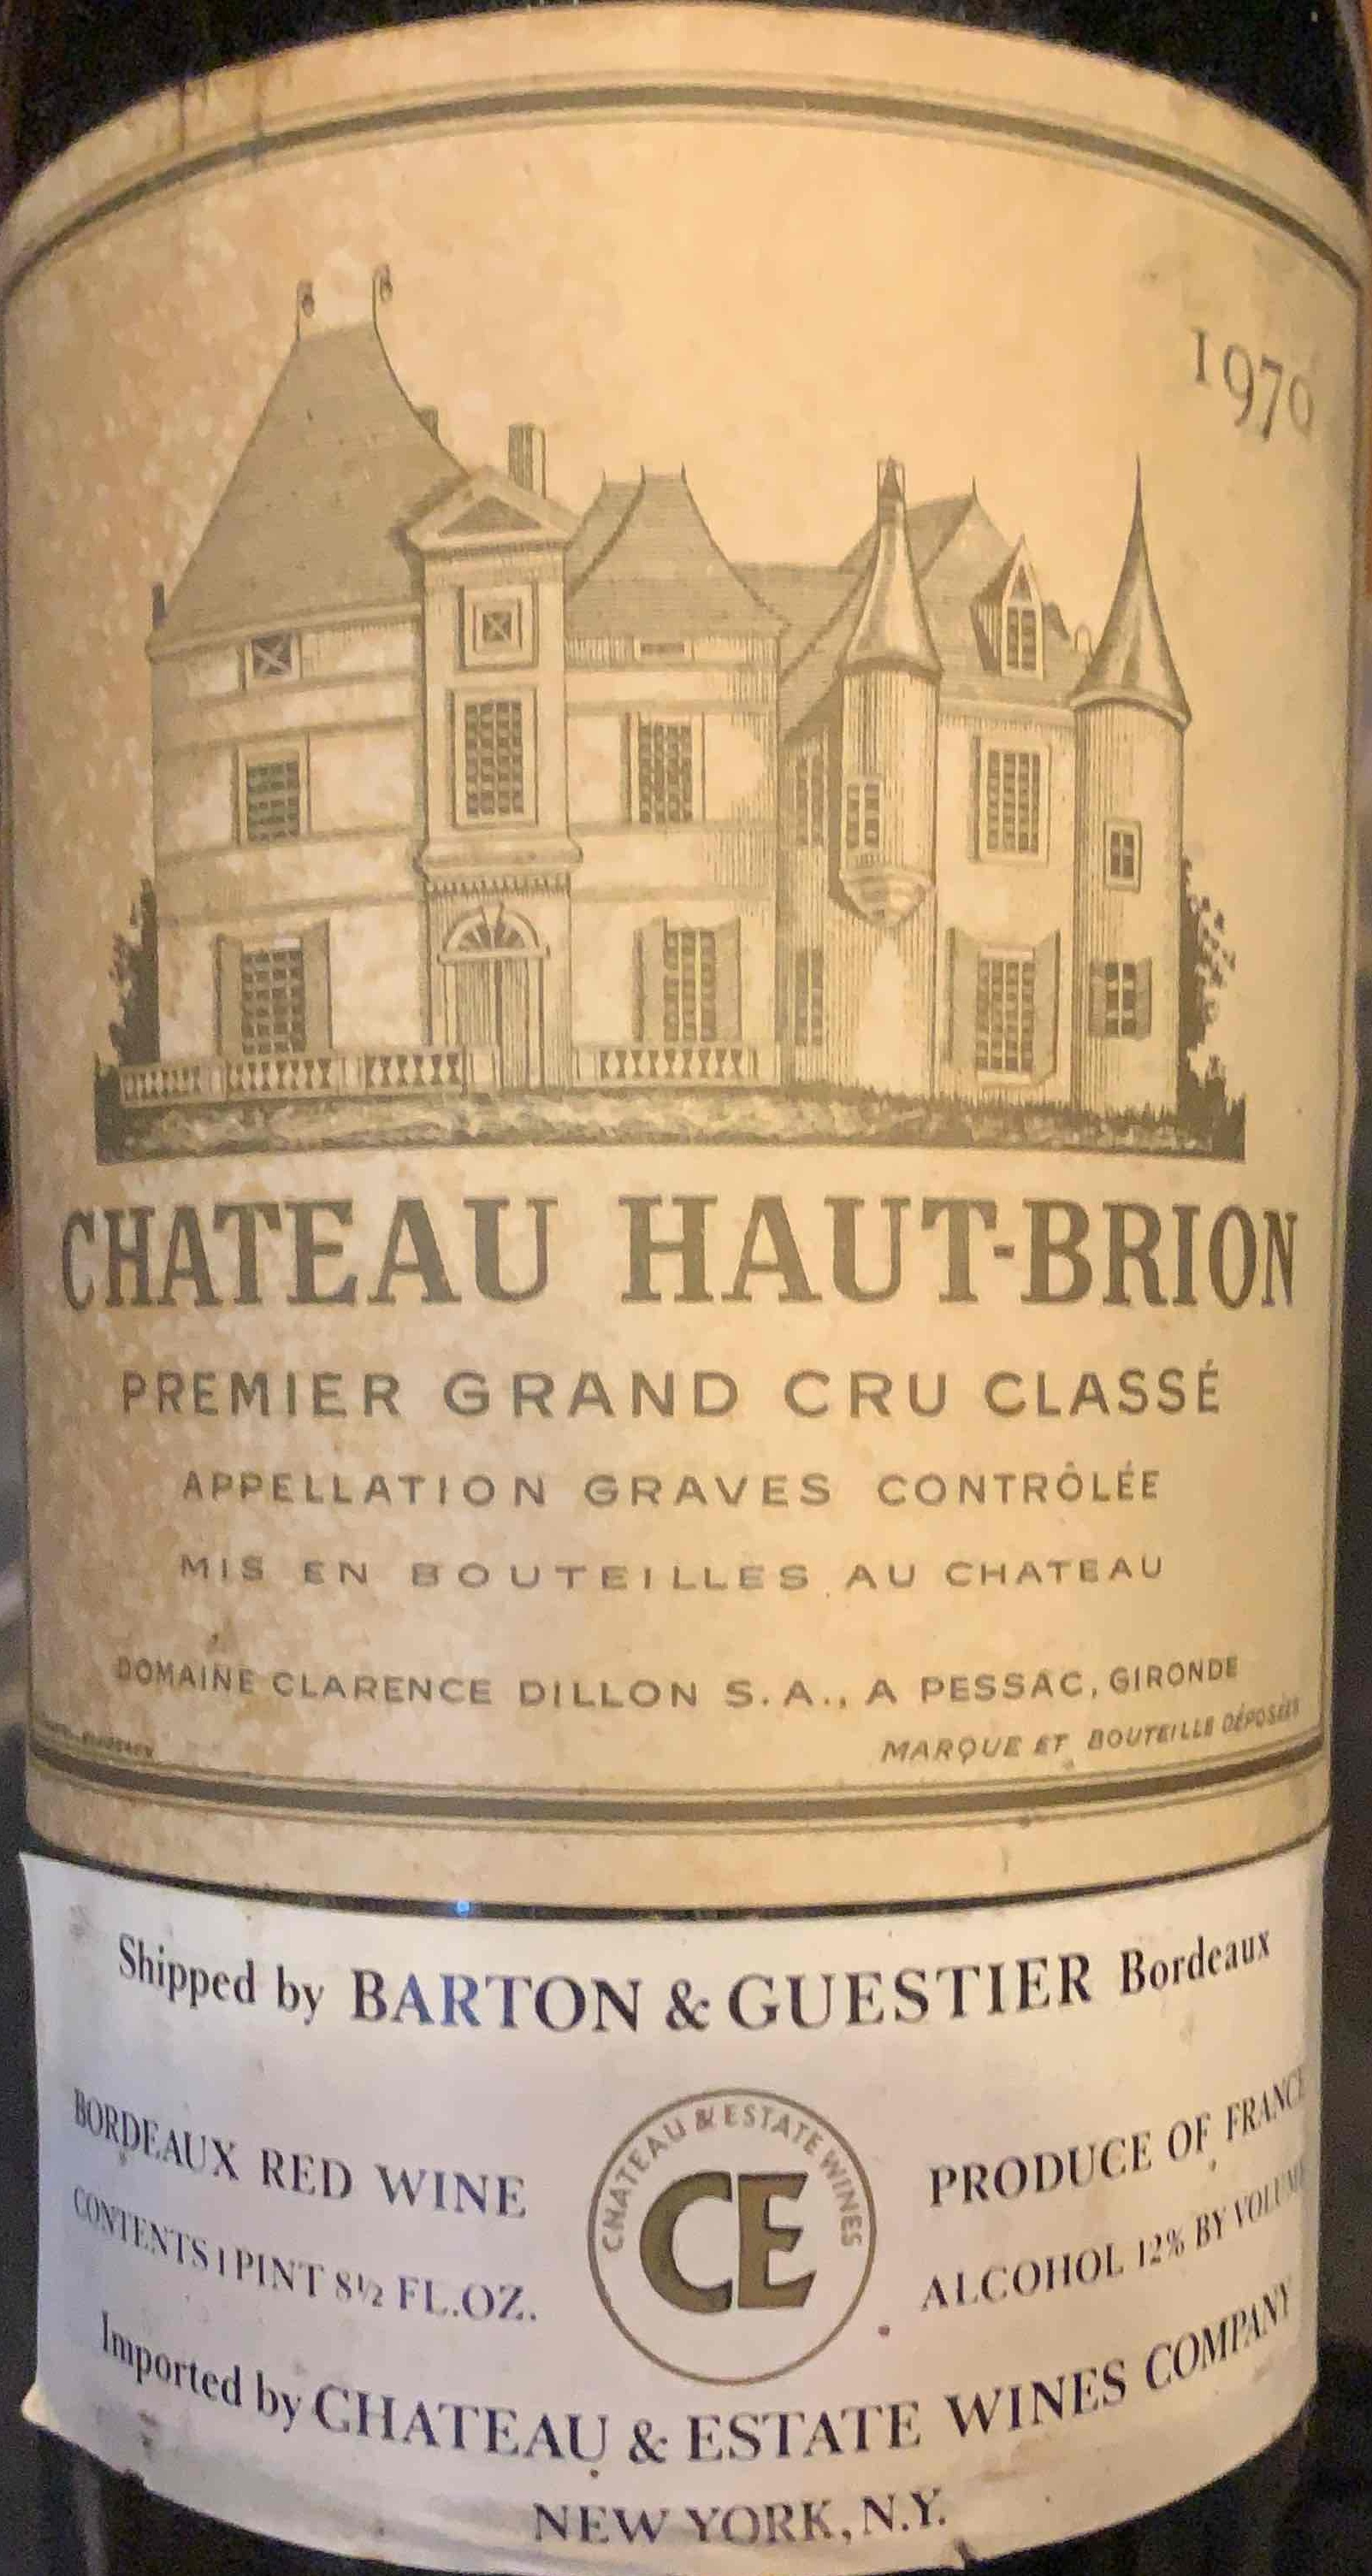 1970
CHATEAU HAUT-BRION
PREMIER GRAND CRU CLASSÉ
APPELLATION GRAVES CONTRÔLÉE
MIS EN BOUTEILLES AU CHATEAU
DOMAINE CLARENCE DILLON S.A., A PESSAC, GIRONDE
MARQUE ET BOUTEILLE DÉPOSÉES
Shipped by BARTON & GUESTIER Bordeaux
BORDEAUX RED WINE
CONTENTS 1 PINT 8½ FL.OZ.
CHATEAU & ESTATE WINES
CE
PRODUCE OF FRANCE
ALCOHOL 12% BY VOLUME
Imported by CHATEAU & ESTATE WINES COMPANY
NEW YORK, N.Y.